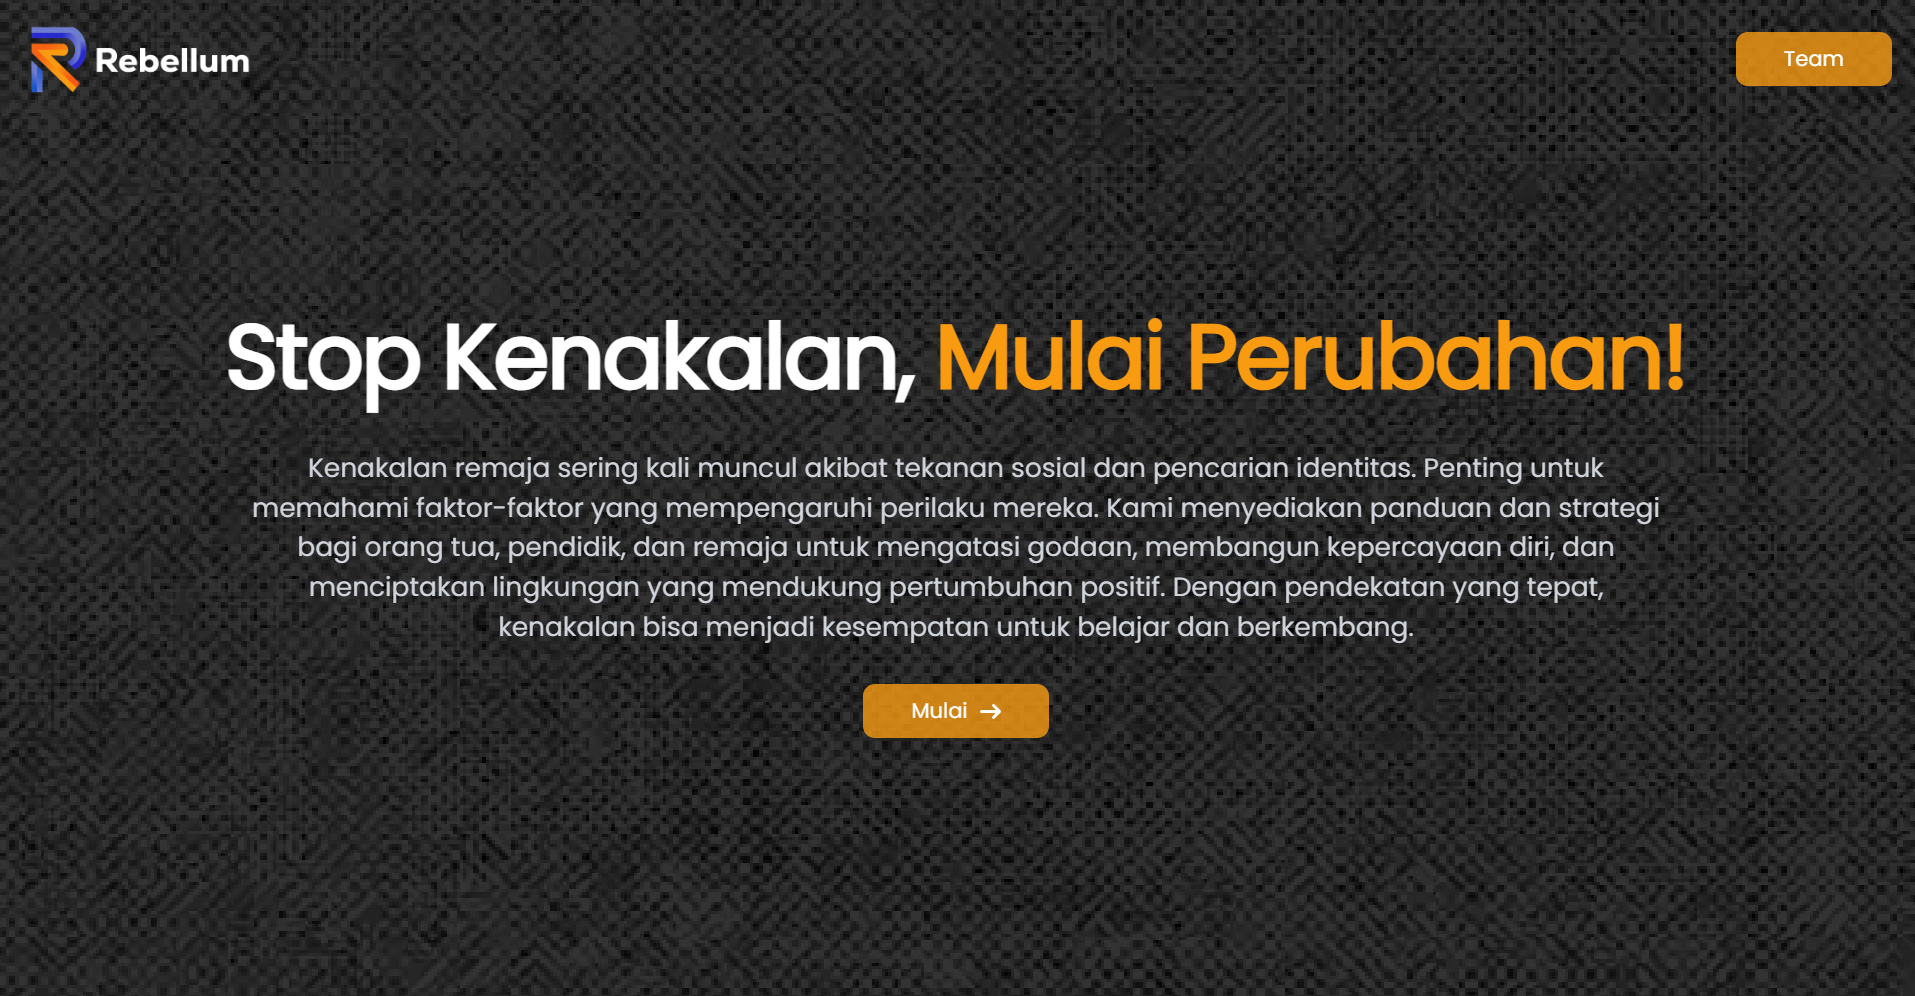 Rebellum
Team
Stop Kenakalan, Mulai Perubahan!
Kenakalan remaja sering kali muncul akibat tekanan sosial dan pencarian identitas. Penting untuk
memahami faktor-faktor yang mempengaruhi perilaku mereka. Kami menyediakan panduan dan strategi
bagi orang tua, pendidik, dan remaja untuk mengatasi godaan, membangun kepercayaan diri, dan
menciptakan lingkungan yang mendukung pertumbuhan positif. Dengan pendekatan yang tepat,
kenakalan bisa menjadi kesempatan untuk belajar dan berkembang.
Mulai →